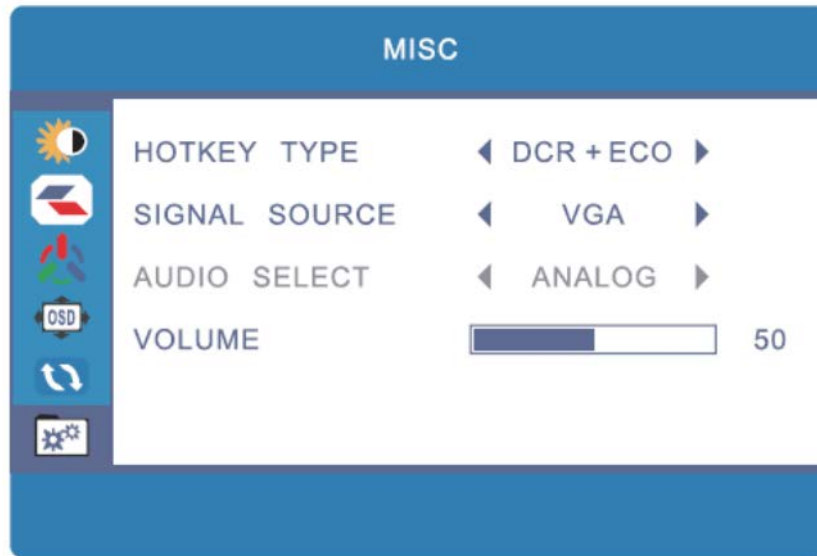 MISC
HOTKEY TYPE DCR + ECO
SIGNAL SOURCE VGA
AUDIO SELECT ANALOG
OSD
VOLUME 50